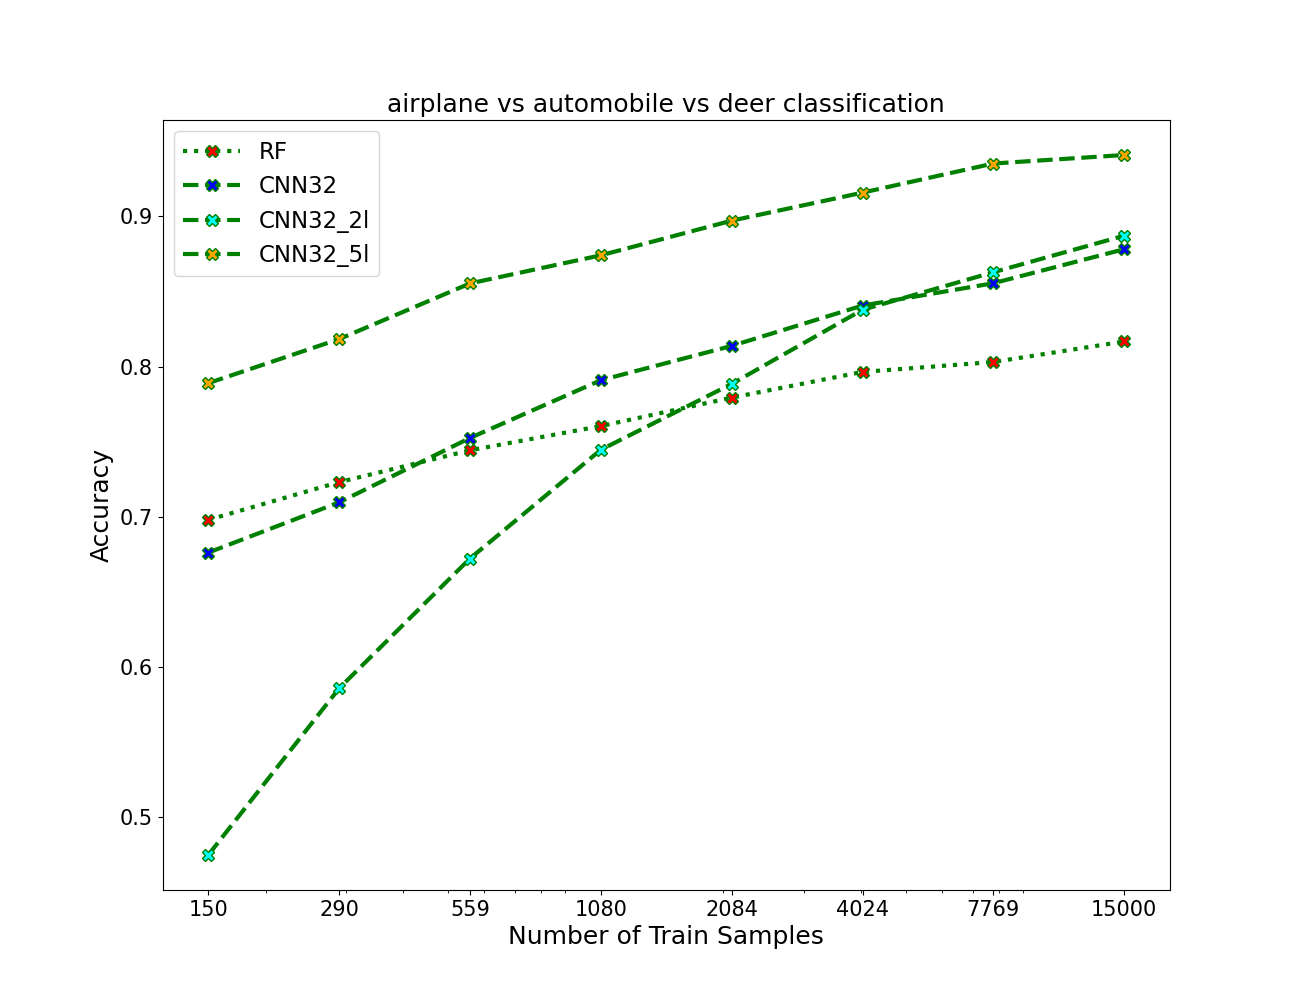 airplane vs automobile vs deer classification
RF
CNN32
CNN32_2l
CNN32_5l
0.9
0.8
0.7
0.6
0.5
Accuracy
150 290 559 1080 2084 4024 7769 15000
Number of Train Samples